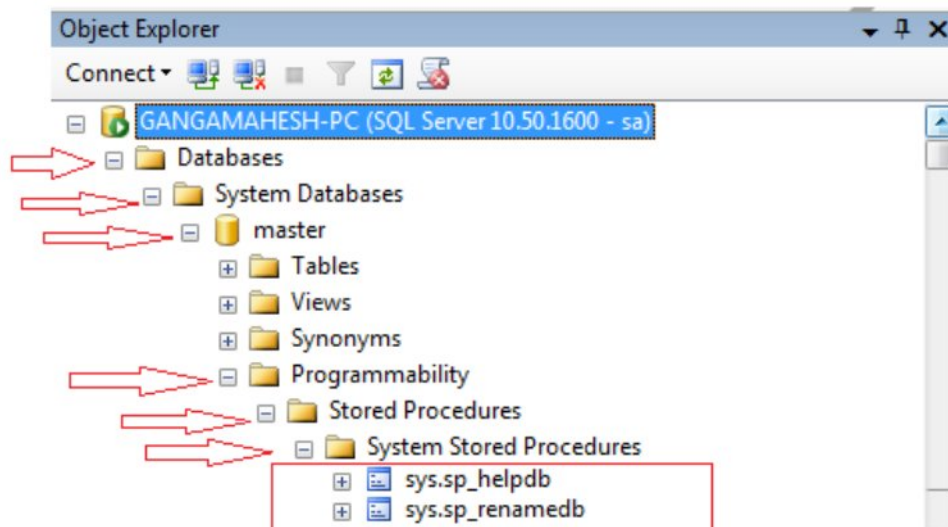 Object Explorer
Connect
GANGAMAHESH-PC (SQL Server 10.50.1600 - sa)
Databases
System Databases
master
Tables
Views
Synonyms
Programmability
Stored Procedures
System Stored Procedures
sys.sp_helpdb
sys.sp_renamedb